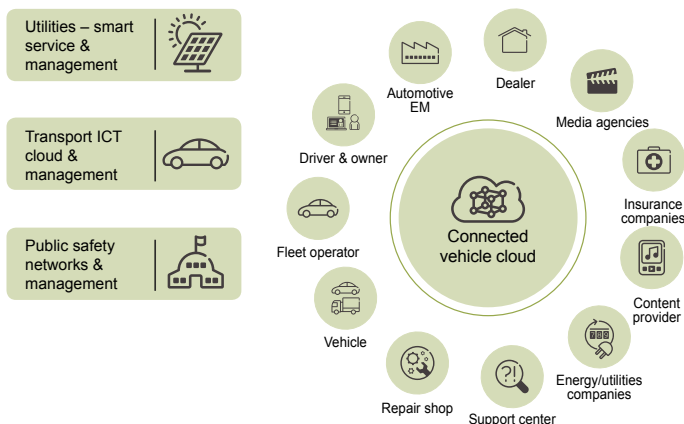 Utilities – smart
service &
management
Transport ICT
cloud &
management
Public safety
networks &
management
Dealer
Automotive
EM
Media agencies
Driver & owner
Insurance
companies
Fleet operator
Connected
vehicle cloud
Content
provider
Vehicle
Energy/utilities
companies
Repair shop
?!
Support center